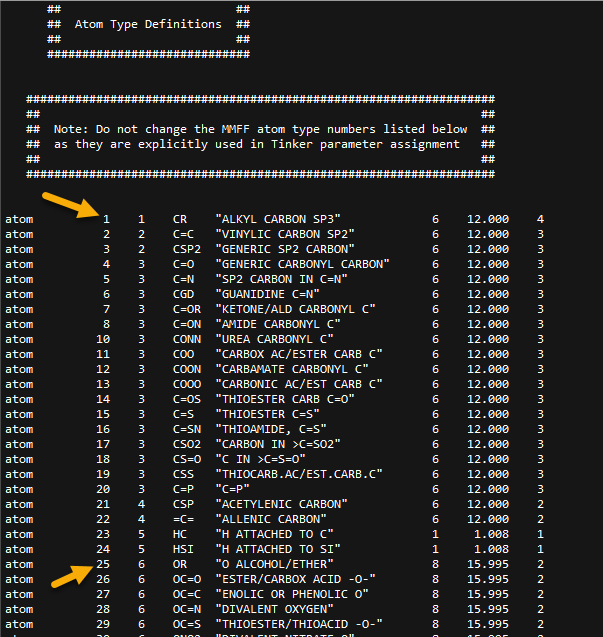 ##                         ##
##  Atom Type Definitions  ##
##                         ##
#############################
###################################################################
##                                                               ##
##  Note: Do not change the MMFF atom type numbers listed below  ##
##  as they are explicitly used in Tinker parameter assignment   ##
##                                                               ##
###################################################################
atom 1 1 CR "ALKYL CARBON SP3" 6 12.000 4
atom 2 2 C=C "VINYLIC CARBON SP2" 6 12.000 3
atom 3 2 CSP2 "GENERIC SP2 CARBON" 6 12.000 3
atom 4 3 C=O "GENERIC CARBONYL CARBON" 6 12.000 3
atom 5 3 C=N "SP2 CARBON IN C=N" 6 12.000 3
atom 6 3 CGD "GUANIDINE C=N" 6 12.000 3
atom 7 3 C=OR "KETONE/ALD CARBONYL C" 6 12.000 3
atom 8 3 C=ON "AMIDE CARBONYL C" 6 12.000 3
atom 10 3 CONN "UREA CARBONYL C" 6 12.000 3
atom 11 3 COO "CARBOX AC/ESTER CARB C" 6 12.000 3
atom 12 3 COON "CARBAMATE CARBONYL C" 6 12.000 3
atom 13 3 COOO "CARBONIC AC/EST CARB C" 6 12.000 3
atom 14 3 C=OS "THIOESTER CARB C=O" 6 12.000 3
atom 15 3 C=S "THIOESTER C=S" 6 12.000 3
atom 16 3 C=SN "THIOAMIDE, C=S" 6 12.000 3
atom 17 3 CSO2 "CARBON IN >C=SO2" 6 12.000 3
atom 18 3 CS=O "C IN >C=S=O" 6 12.000 3
atom 19 3 CSS "THIOCARB.AC/EST.CARB.C" 6 12.000 3
atom 20 3 C=P "C=P" 6 12.000 3
atom 21 4 CSP "ACETYLENIC CARBON" 6 12.000 2
atom 22 4 =C= "ALLENIC CARBON" 6 12.000 2
atom 23 5 HC "H ATTACHED TO C" 1 1.008 1
atom 24 5 HSI "H ATTACHED TO SI" 1 1.008 1
atom 25 6 OR "O ALCOHOL/ETHER" 8 15.995 2
atom 26 6 OC=O "ESTER/CARBOX ACID -O-" 8 15.995 2
atom 27 6 OC=C "ENOLIC OR PHENOLIC O" 8 15.995 2
atom 28 6 OC=N "DIVALENT OXYGEN" 8 15.995 2
atom 29 6 OC=S "THIOESTER/THIOACID -O-" 8 15.995 2